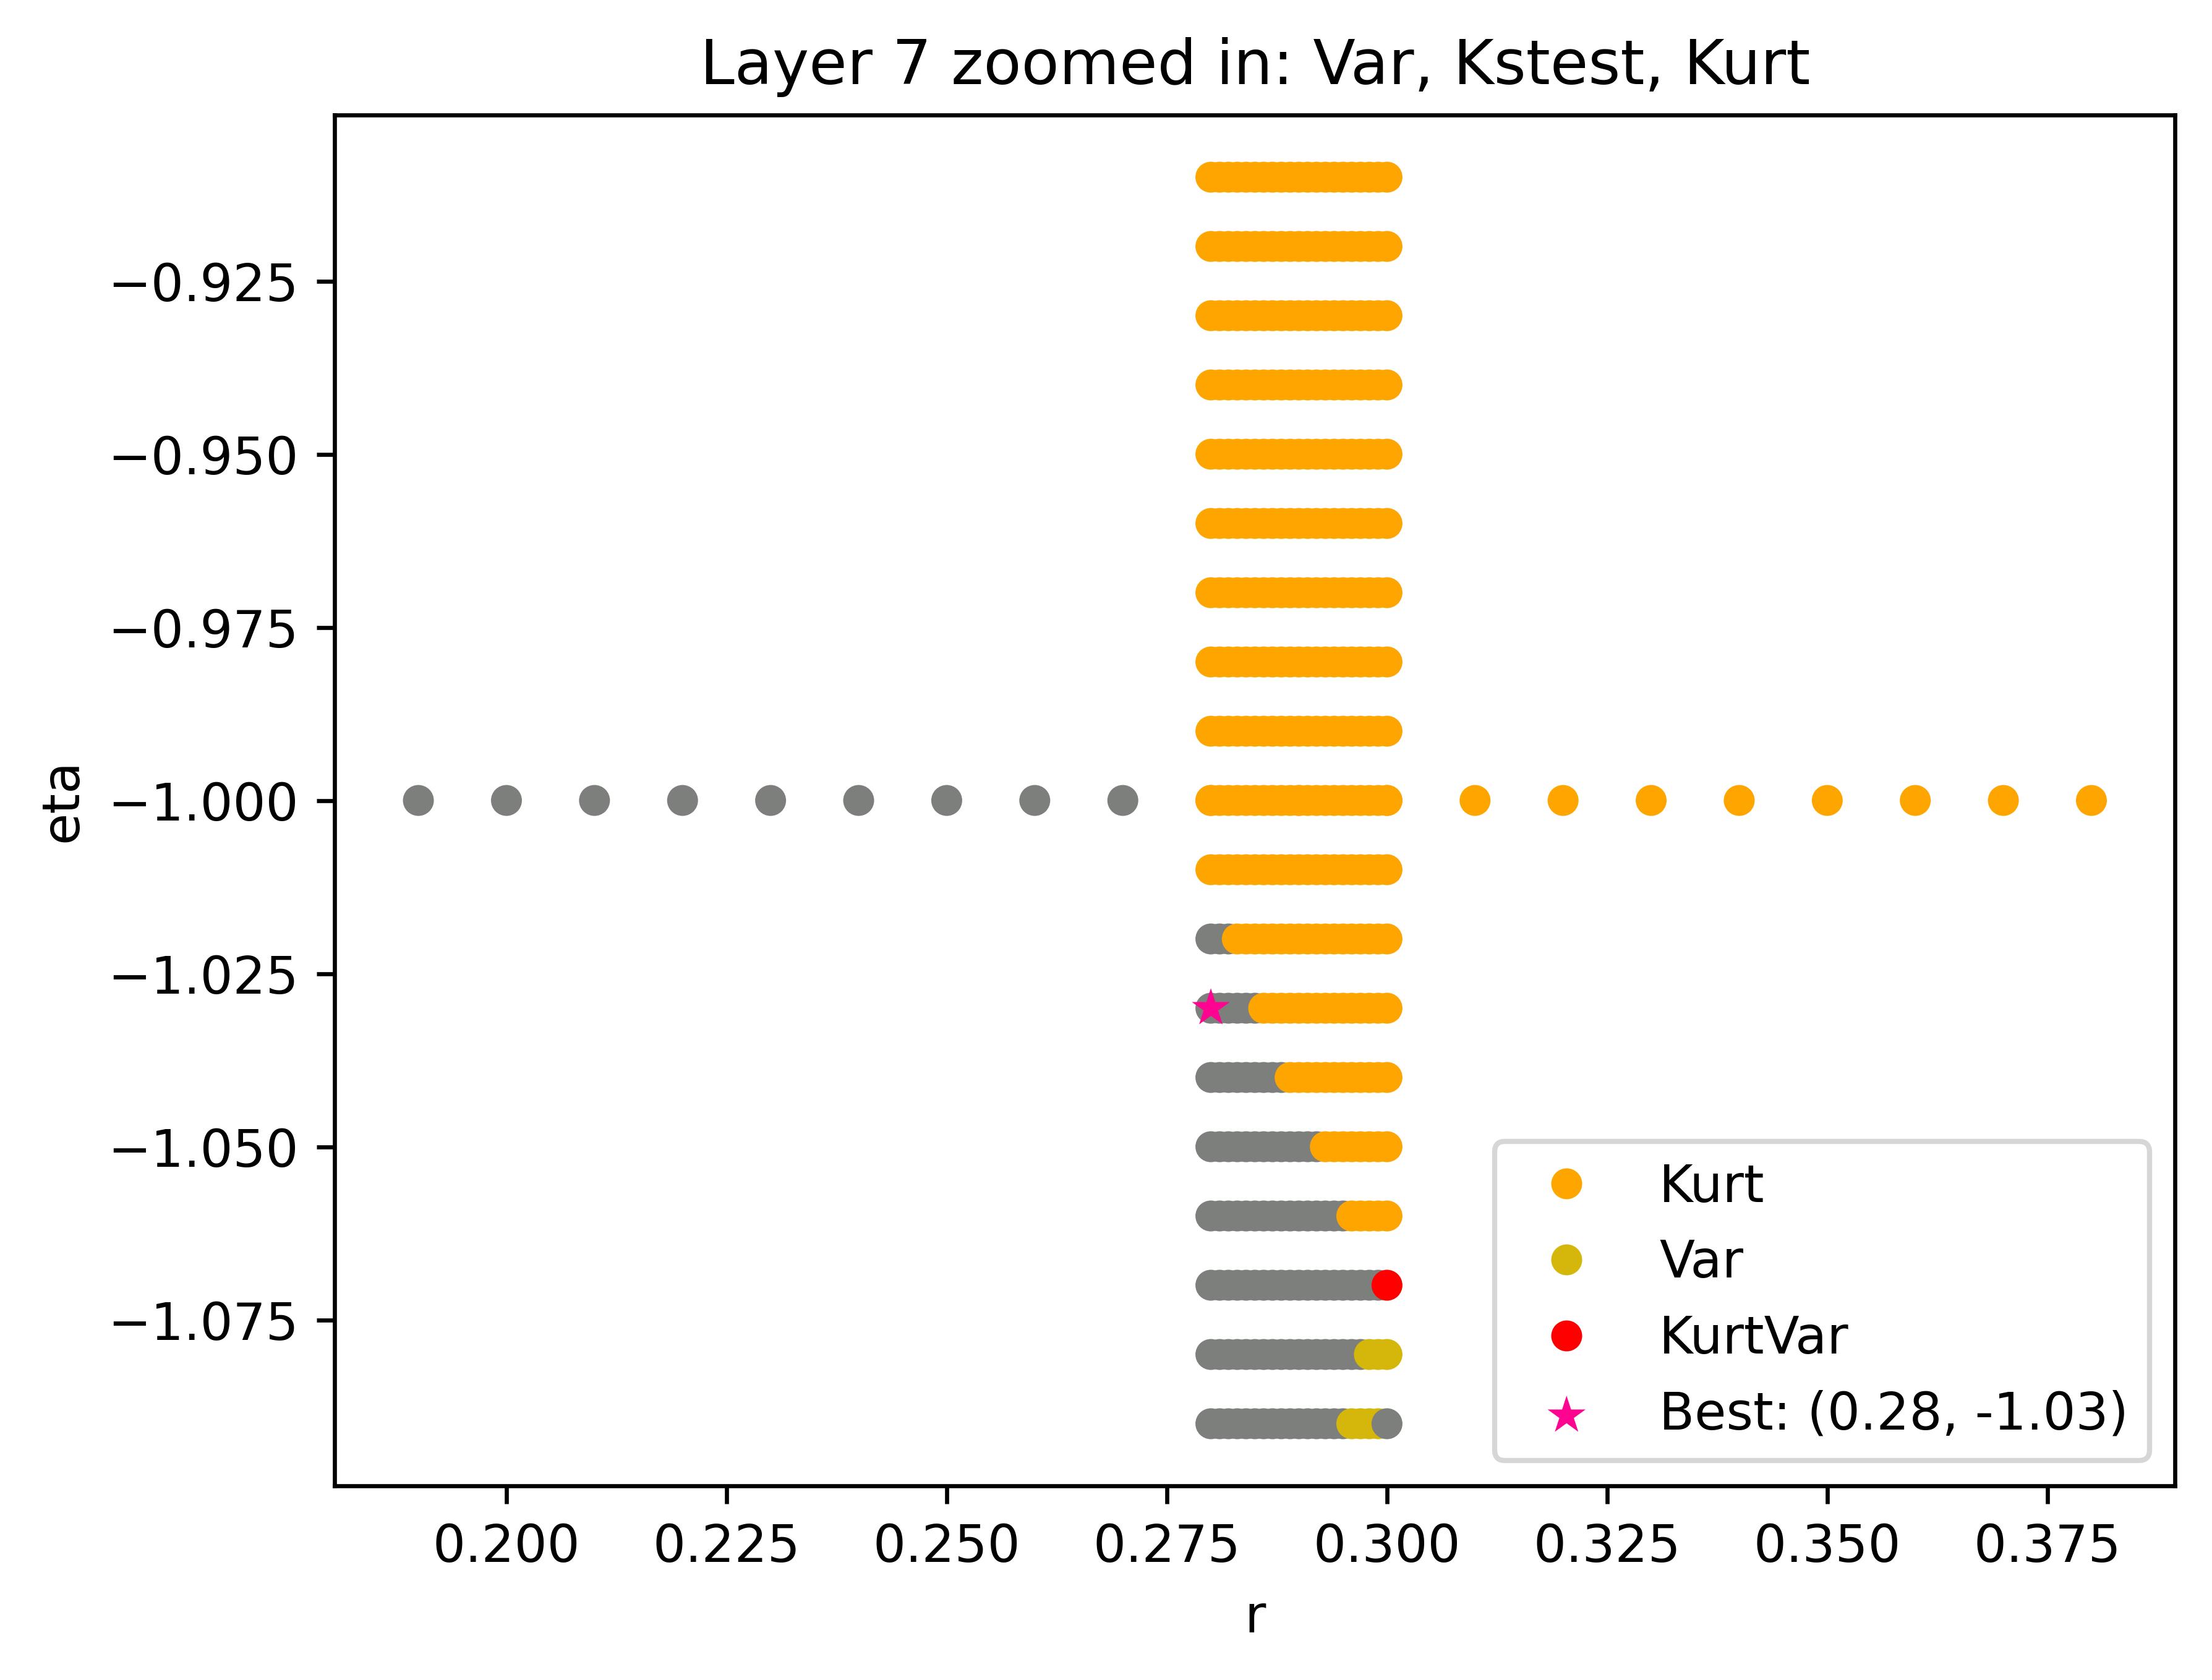 Layer 7 zoomed in: Var, Kstest, Kurt
−0.925
−0.950
−0.975
−1.000
−1.025
−1.050
−1.075
eta
Kurt
Var
KurtVar
Best: (0.28, -1.03)
0.200 0.225 0.250 0.275 0.300 0.325 0.350 0.375
r